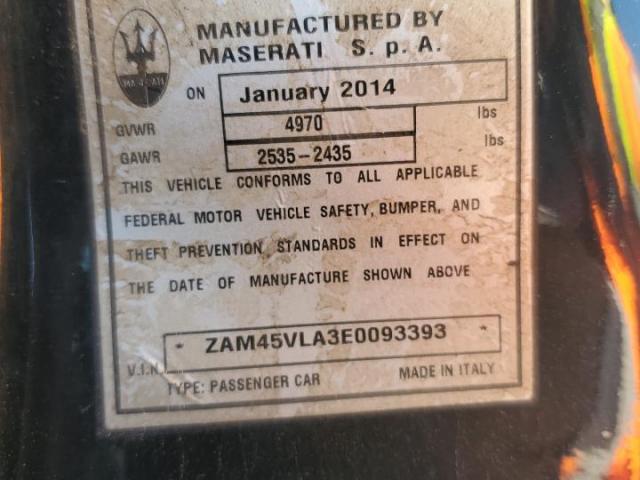 MANUFACTURED BY
MASERATI S. p A.
MASERATI
ON January 2014
GVWR 4970 lbs
GAWR 2535-2435 lbs
THIS VEHICLE CONFORMS TO ALL APPLICABLE
FEDERAL MOTOR VEHICLE SAFETY, BUMPER, AND
THEFT PREVENTION STANDARDS IN EFFECT ON
THE DATE OF MANUFACTURE SHOWN ABOVE
V.I.N. * ZAM45VLA3E0093393 *
TYPE: PASSENGER CAR MADE IN ITALY